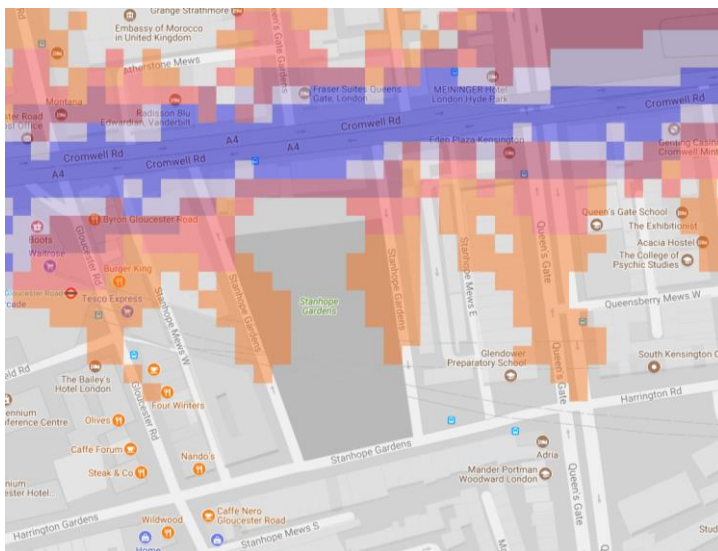 Grange Strathmore
Embassy of Morocco
in United Kingdom
Atherstone Mews
Queen's Gate Gardens
Montana
Radisson Blu
Edwardian, Vanderbilt
Fraser Suites Queens
Gate, London
MEININGER Hotel
London Hyde Park
Cromwell Rd
Cromwell Rd
A4
A4
Eden Plaza Kensington
Cromwell Rd
Cromwell Rd
A4
Boots
Waitrose
Byron Gloucester Road
Gloucester Rd
Burger King
Tesco Express
Stanhope Mews W
Stanhope Gardens
Stanhope
Gardens
Stanhope Gardens
Stanhope Mews E
Queen's Gate
Queen's Gate School
The Exhibitionist
Acacia Hostel
The College of
Psychic Studies
Queensberry Mews W
Glendower
Preparatory School
South Kensington C
Queen's Gate
Harrington Rd
The Bailey's
Hotel London
Four Winters
Olives
Gloucester Rd
Caffe Forum
Steak & Co
Nando's
Stanhope Gardens
Adria
Mander Portman
Woodward London
Queen's Gate
Harrington Gardens
Wildwood
Caffè Nero
Gloucester Road
Home
Stanhope Mews S